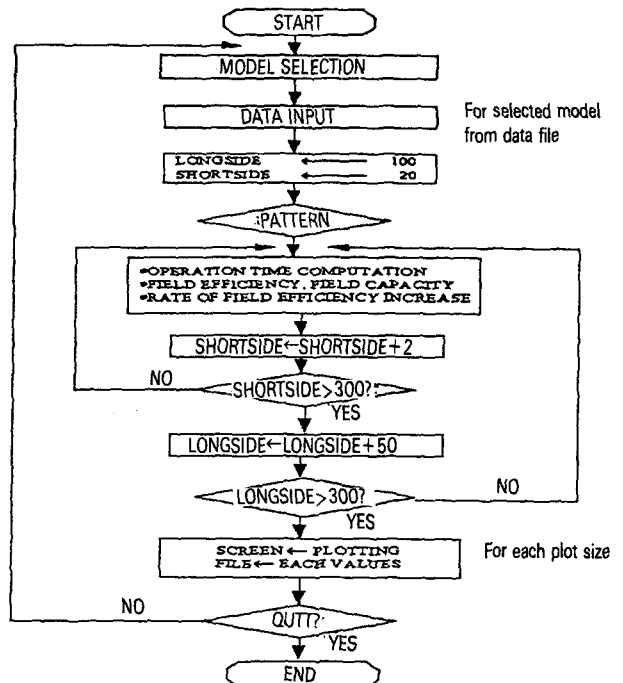 START
MODEL SELECTION
DATA INPUT
For selected model
from data file
LONGSIDE ← 100
SHORTSIDE ← 20
PATTERN
•OPERATION TIME COMPUTATION
•FIELD EFFICIENCY, FIELD CAPACITY
•RATE OF FIELD EFFICIENCY INCREASE
SHORTSIDE←SHORTSIDE+2
NO
SHORTSIDE>300?
YES
LONGSIDE←LONGSIDE+50
LONGSIDE>300?
NO
YES
SCREEN ← PLOTTING
FILE ← EACH VALUES
For each plot size
NO
QUTT?
YES
END